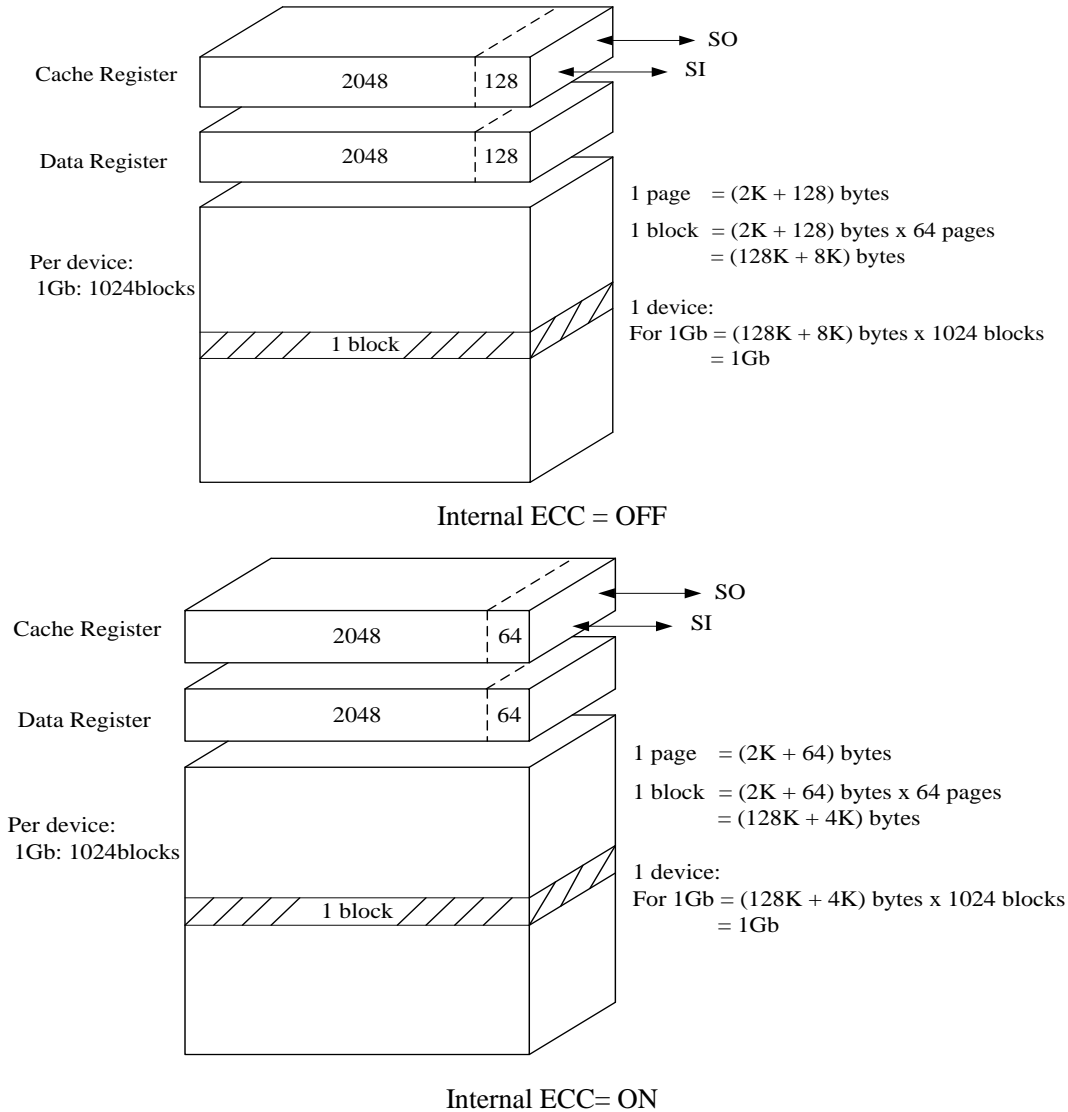 SO
Cache Register
2048
128
SI
Data Register
2048
128
1 page = (2K + 128) bytes
1 block = (2K + 128) bytes x 64 pages
= (128K + 8K) bytes
Per device:
1Gb: 1024blocks
1 device:
For 1Gb = (128K + 8K) bytes x 1024 blocks
= 1Gb
1 block
Internal ECC = OFF
SO
Cache Register
2048
64
SI
Data Register
2048
64
1 page = (2K + 64) bytes
1 block = (2K + 64) bytes x 64 pages
= (128K + 4K) bytes
Per device:
1Gb: 1024blocks
1 device:
For 1Gb = (128K + 4K) bytes x 1024 blocks
= 1Gb
1 block
Internal ECC= ON